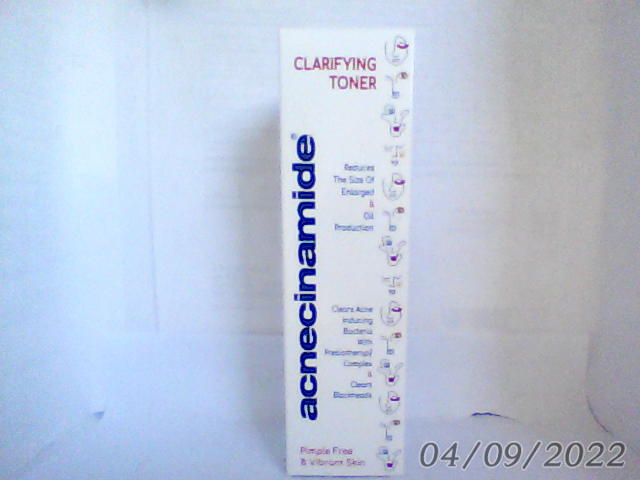 CLARIFYING
TONER
acnecinamide®
Reduces
The Size Of
Enlarged
&
Oil
Production
Clears Acne
Inducing
Bacteria
With
Prebiotherapy
Complex
&
Clears
Blackheads
Pimple Free
& Vibrant Skin
04/09/2022